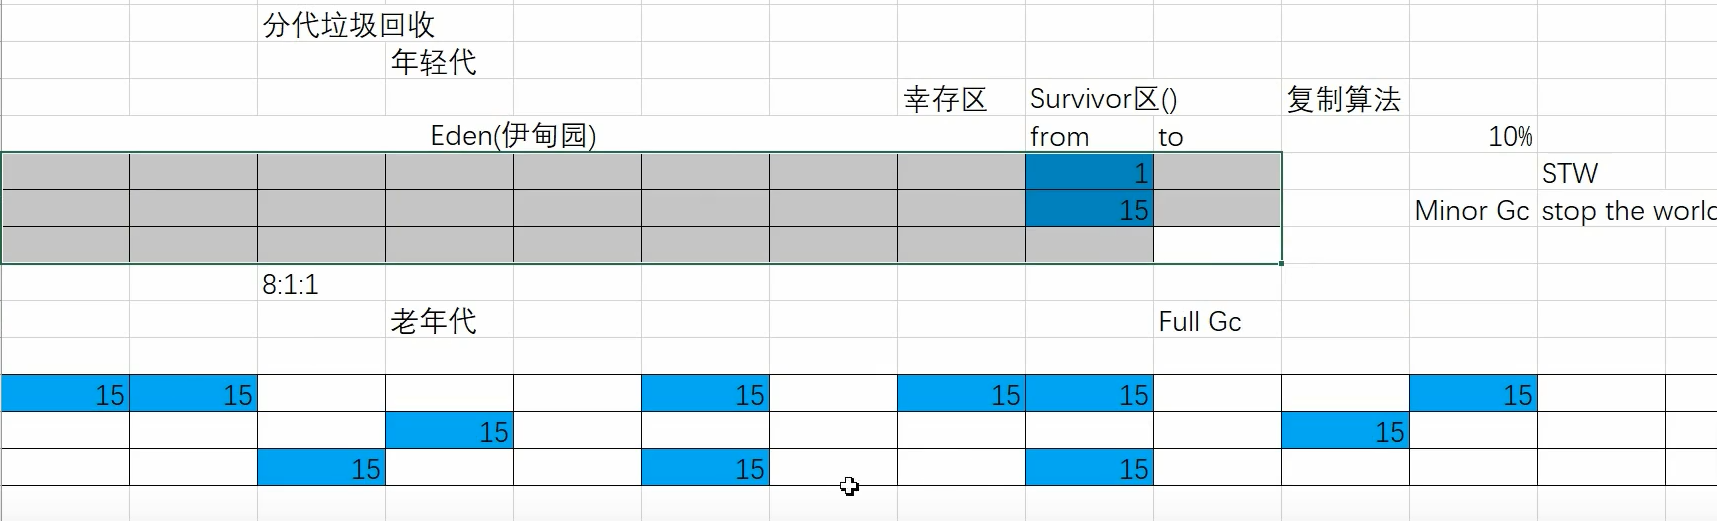 分代垃圾回收
年轻代
幸存区 Survivor区() 复制算法
Eden(伊甸园) from to 10%
1 STW
15 Minor Gc stop the world
8:1:1
老年代 Full Gc
15 15 15 15 15 15
15 15
15 15 15